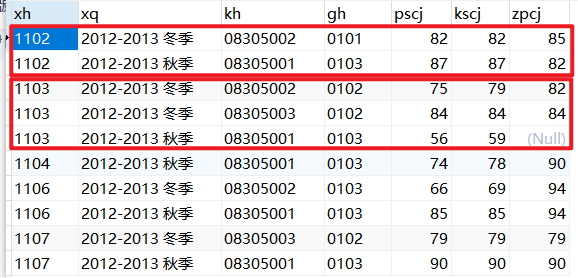 xh xq kh gh pscj kscj zpcj
1102 2012-2013 冬季 08305002 0101 82 82 85
1102 2012-2013 秋季 08305001 0103 87 87 82
1103 2012-2013 冬季 08305002 0102 75 79 82
1103 2012-2013 冬季 08305003 0102 84 84 84
1103 2012-2013 秋季 08305001 0103 56 59 (Null)
1104 2012-2013 秋季 08305001 0103 74 78 90
1106 2012-2013 冬季 08305002 0103 66 69 94
1106 2012-2013 秋季 08305001 0103 85 85 94
1107 2012-2013 冬季 08305003 0102 79 79 79
1107 2012-2013 秋季 08305001 0103 90 90 90